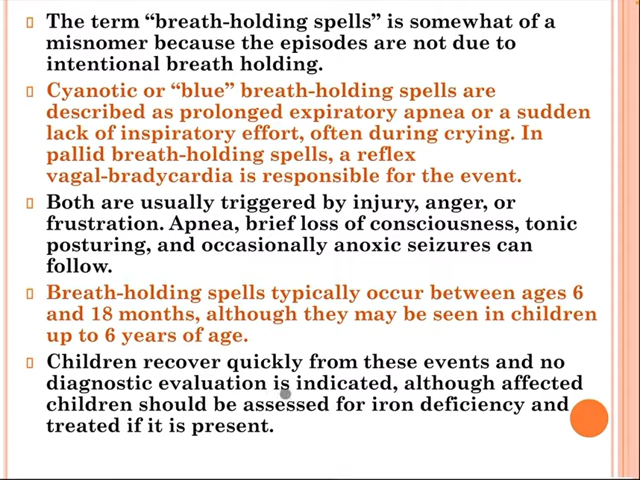 The term “breath-holding spells” is somewhat of a
misnomer because the episodes are not due to
intentional breath holding.
Cyanotic or “blue” breath-holding spells are
described as prolonged expiratory apnea or a sudden
lack of inspiratory effort, often during crying. In
pallid breath-holding spells, a reflex
vagal-bradycardia is responsible for the event.
Both are usually triggered by injury, anger, or
frustration. Apnea, brief loss of consciousness, tonic
posturing, and occasionally anoxic seizures can
follow.
Breath-holding spells typically occur between ages 6
and 18 months, although they may be seen in children
up to 6 years of age.
Children recover quickly from these events and no
diagnostic evaluation is indicated, although affected
children should be assessed for iron deficiency and
treated if it is present.